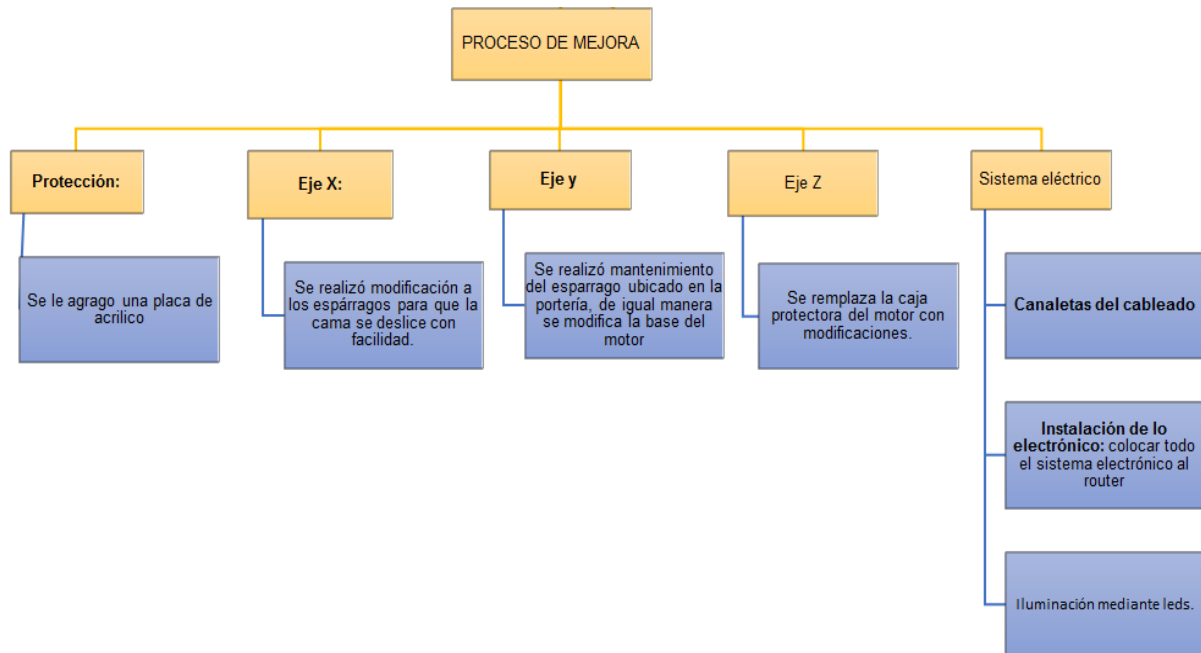 PROCESO DE MEJORA
Protección:
Se le agrago una placa de
acrilico
Eje X:
Se realizó modificación a
los espárragos para que la
cama se deslice con
facilidad.
Eje y
Se realizó mantenimiento
del esparrago ubicado en la
portería, de igual manera
se modifica la base del
motor
Eje Z
Se remplaza la caja
protectora del motor con
modificaciones.
Sistema eléctrico
Canaletas del cableado
Instalación de lo
electrónico: colocar todo
el sistema electrónico al
router
Iluminación mediante leds.